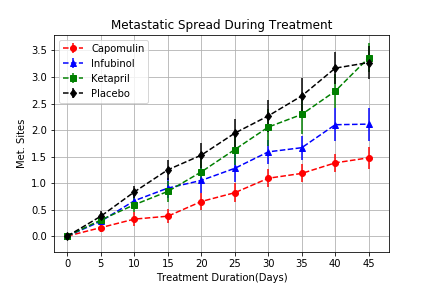 Metastatic Spread During Treatment
Capomulin
Infubinol
Ketapril
Placebo
Met. Sites
3.5
3.0
2.5
2.0
1.5
1.0
0.5
0.0
0 5 10 15 20 25 30 35 40 45
Treatment Duration(Days)